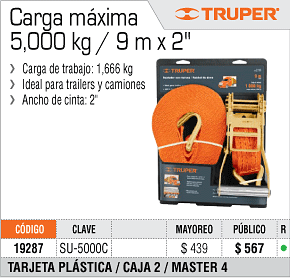 Carga máxima
5,000 kg / 9 m x 2"
TRUPER®
Carga de trabajo: 1,666 kg
Ideal para trailers y camiones
Ancho de cinta: 2"
TRUPER
CÓDIGO CLAVE MAYOREO PÚBLICO R
19287 SU-5000C $ 439 $ 567
TARJETA PLÁSTICA / CAJA 2 / MASTER 4